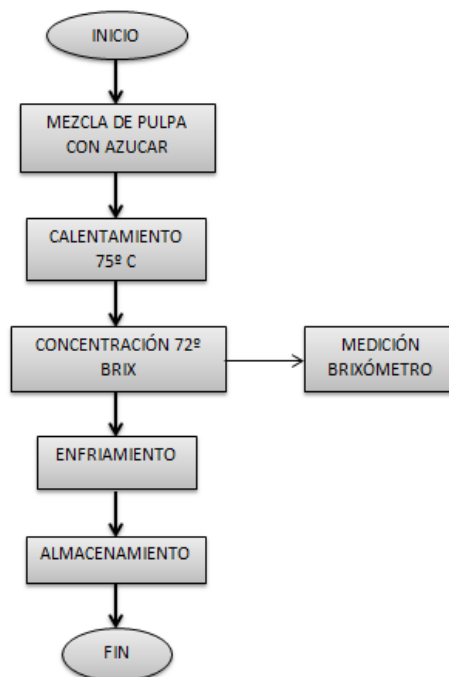 INICIO
MEZCLA DE PULPA
CON AZUCAR
CALENTAMIENTO
75º C
CONCENTRACIÓN 72º
BRIX
MEDICIÓN
BRIXÓMETRO
ENFRIAMIENTO
ALMACENAMIENTO
FIN